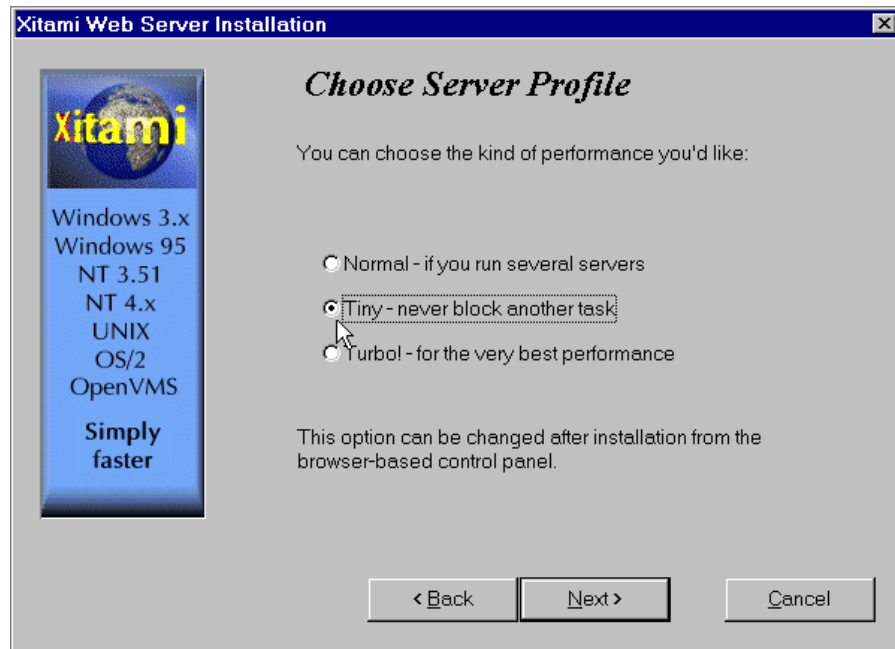 Xitami Web Server Installation
Xitami
Windows 3.x
Windows 95
NT 3.51
NT 4.x
UNIX
OS/2
OpenVMS
Simply
faster
Choose Server Profile
You can choose the kind of performance you'd like:
Normal - if you run several servers
Tiny - never block another task
Turbo! - for the very best performance
This option can be changed after installation from the
browser-based control panel.
< Back
Next >
Cancel